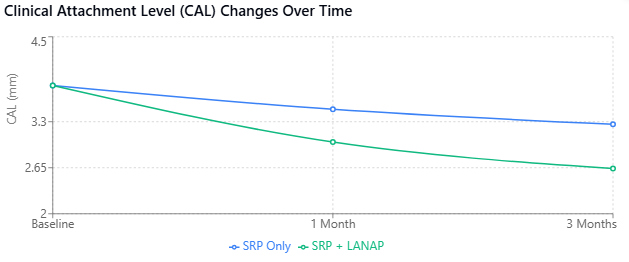 Clinical Attachment Level (CAL) Changes Over Time
4.5
CAL (mm)
3.3
2.65
2
Baseline 1 Month 3 Months
SRP Only SRP + LANAP